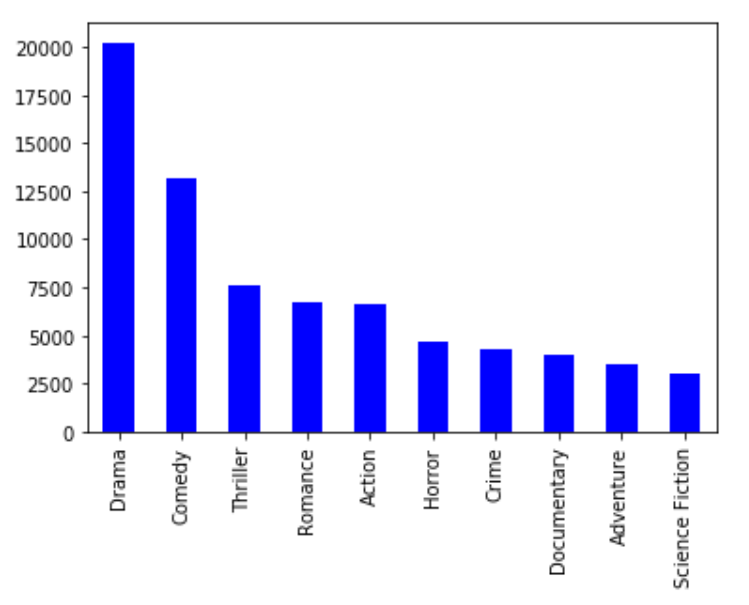 20000
17500
15000
12500
10000
7500
5000
2500
0
Drama
Comedy
Thriller
Romance
Action
Horror
Crime
Documentary
Adventure
Science Fiction